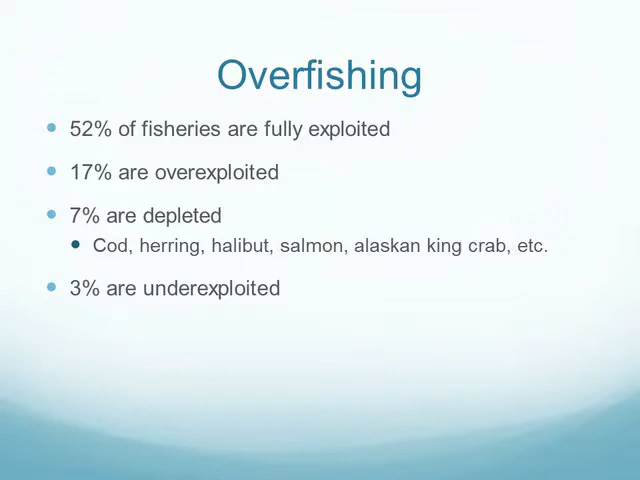 Overfishing
52% of fisheries are fully exploited
17% are overexploited
7% are depleted
Cod, herring, halibut, salmon, alaskan king crab, etc.
3% are underexploited